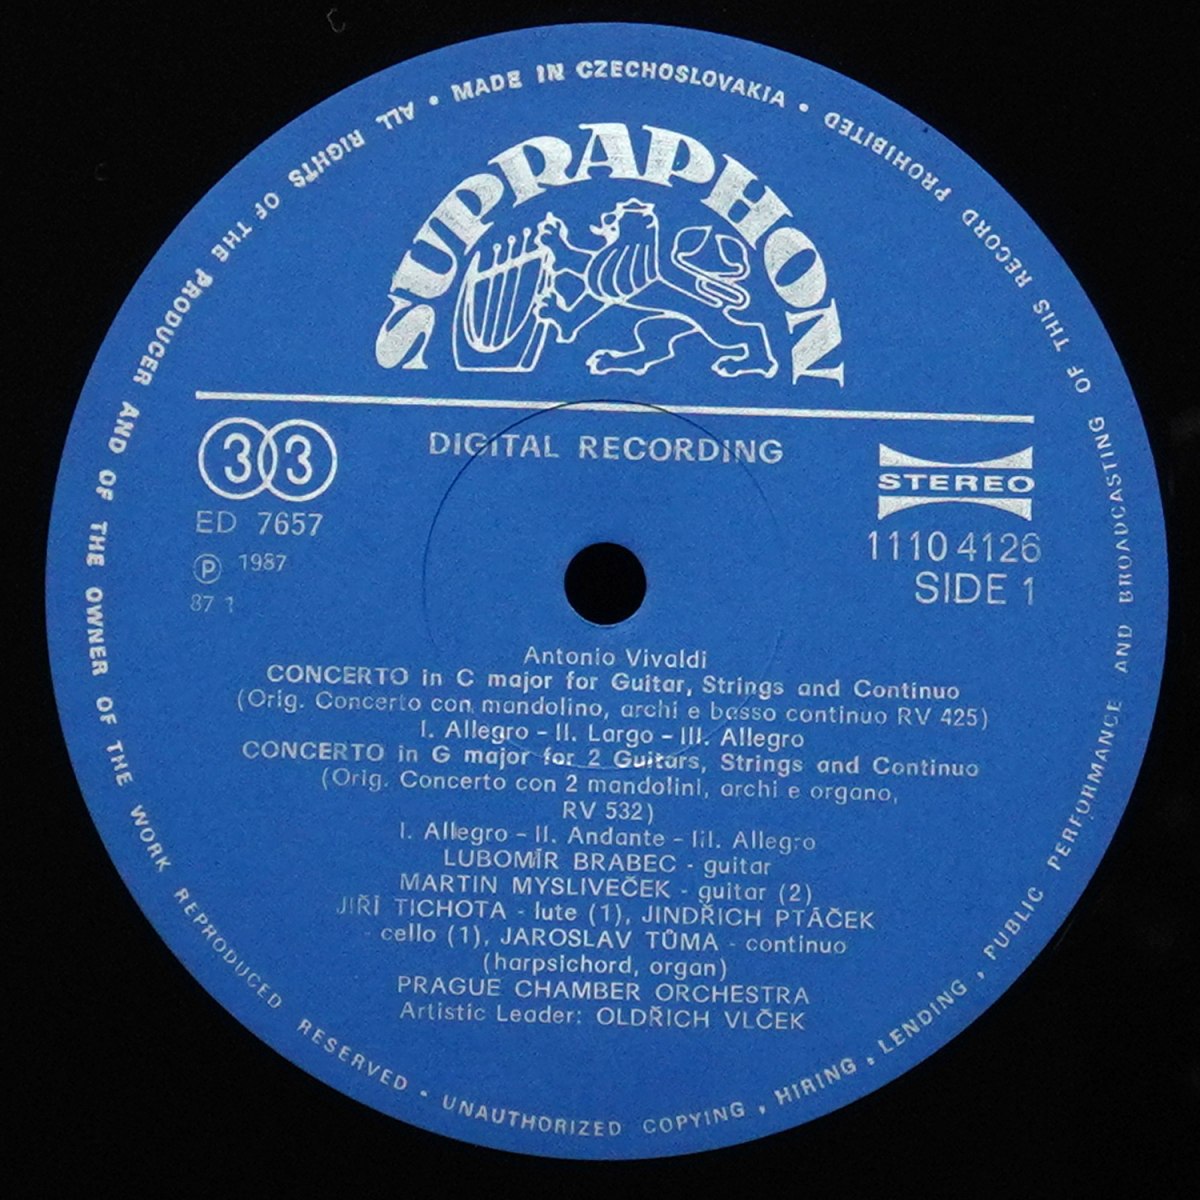 ALL RIGHTS OF THE PRODUCER AND OF THE OWNER OF THE WORK REPRODUCED RESERVED • UNAUTHORIZED COPYING, HIRING, LENDING, PUBLIC PERFORMANCE AND BROADCASTING OF THIS RECORD PROHIBITED • MADE IN CZECHOSLOVAKIA •
SUPRAPHON
33
DIGITAL RECORDING
STEREO
ED 7657
1110 4126
℗ 1987
SIDE 1
87 1
Antonio Vivaldi
CONCERTO in C major for Guitar, Strings and Continuo
(Orig. Concerto con mandolino, archi e basso continuo RV 425)
I. Allegro – II. Largo – III. Allegro
CONCERTO in G major for 2 Guitars, Strings and Continuo
(Orig. Concerto con 2 mandolini, archi e organo,
RV 532)
I. Allegro – II. Andante – III. Allegro
LUBOMÍR BRABEC - guitar
MARTIN MYSLIVEČEK - guitar (2)
JIŘÍ TICHOTA - lute (1), JINDŘICH PTÁČEK
- cello (1), JAROSLAV TŮMA - continuo
(harpsichord, organ)
PRAGUE CHAMBER ORCHESTRA
Artistic Leader: OLDŘICH VLČEK